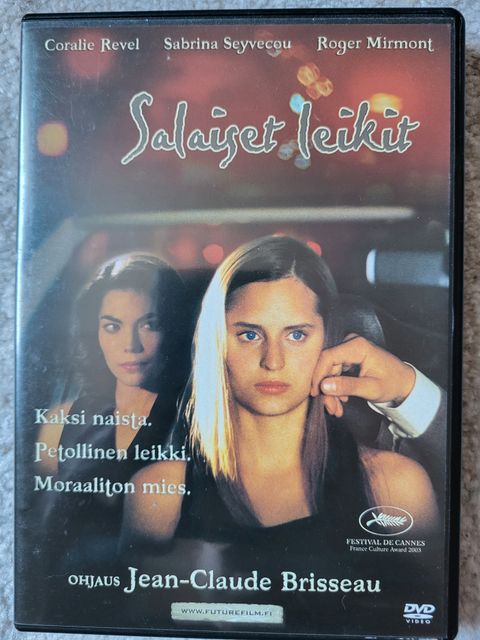 Coralie Revel Sabrina Seyvecou Roger Mirmont
Salaiset leikit
Kaksi naista.
Petollinen leikki.
Moraaliton mies.
FESTIVAL DE CANNES
France Culture Award 2003
OHJAUS Jean-Claude Brisseau
WWW.FUTUREFILM.FI
DVD
VIDEO